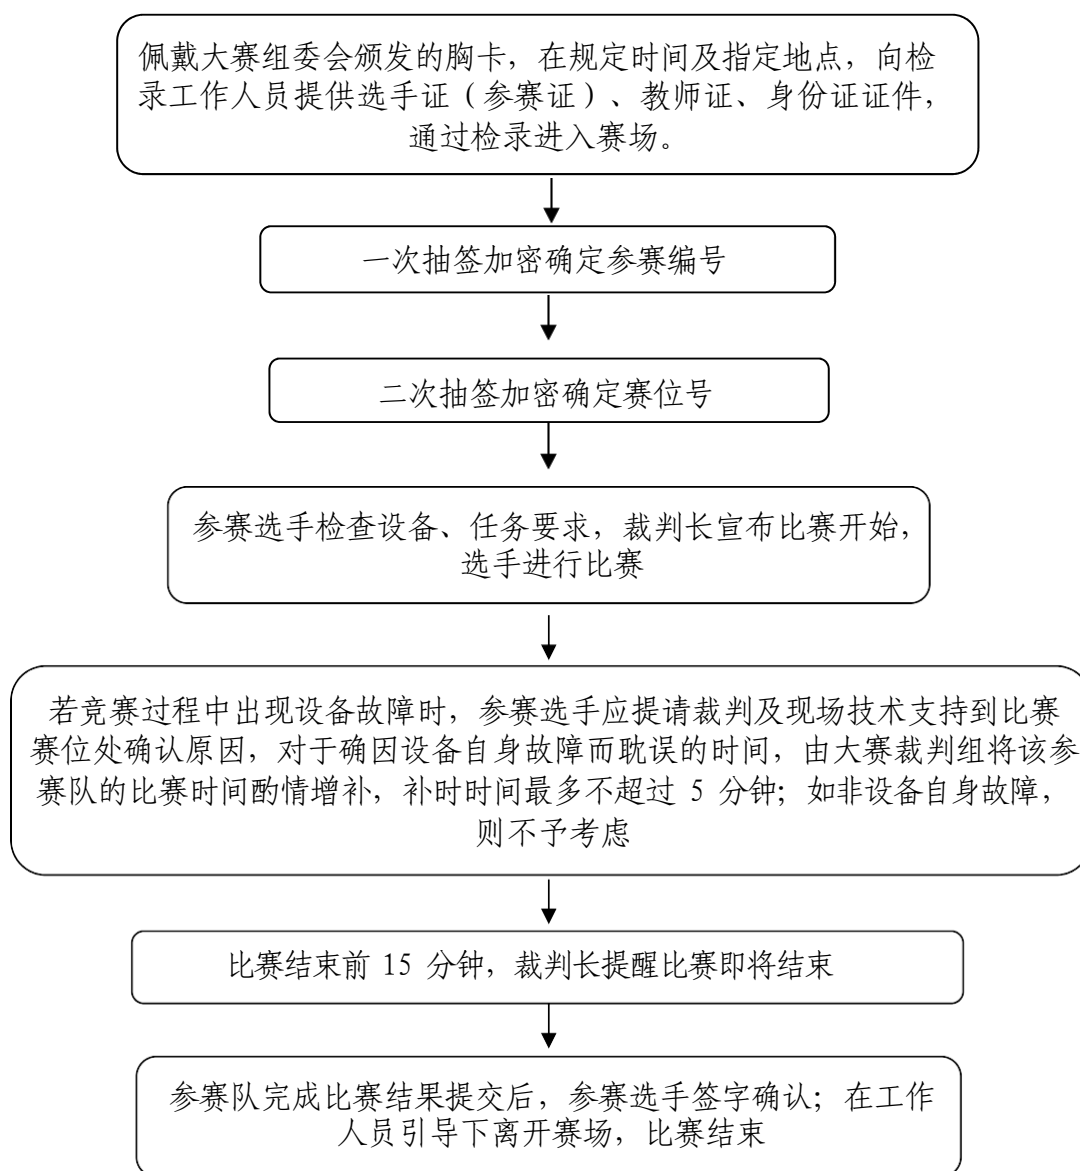 佩戴大赛组委会颁发的胸卡，在规定时间及指定地点，向检
录工作人员提供选手证（参赛证）、教师证、身份证证件，
通过检录进入赛场。
一次抽签加密确定参赛编号
二次抽签加密确定赛位号
参赛选手检查设备、任务要求，裁判长宣布比赛开始，
选手进行比赛
若竞赛过程中出现设备故障时，参赛选手应提请裁判及现场技术支持到比赛
赛位处确认原因，对于确因设备自身故障而耽误的时间，由大赛裁判组将该参
赛队的比赛时间酌情增补，补时时间最多不超过 5 分钟；如非设备自身故障，
则不予考虑
比赛结束前 15 分钟，裁判长提醒比赛即将结束
参赛队完成比赛结果提交后，参赛选手签字确认；在工作
人员引导下离开赛场，比赛结束